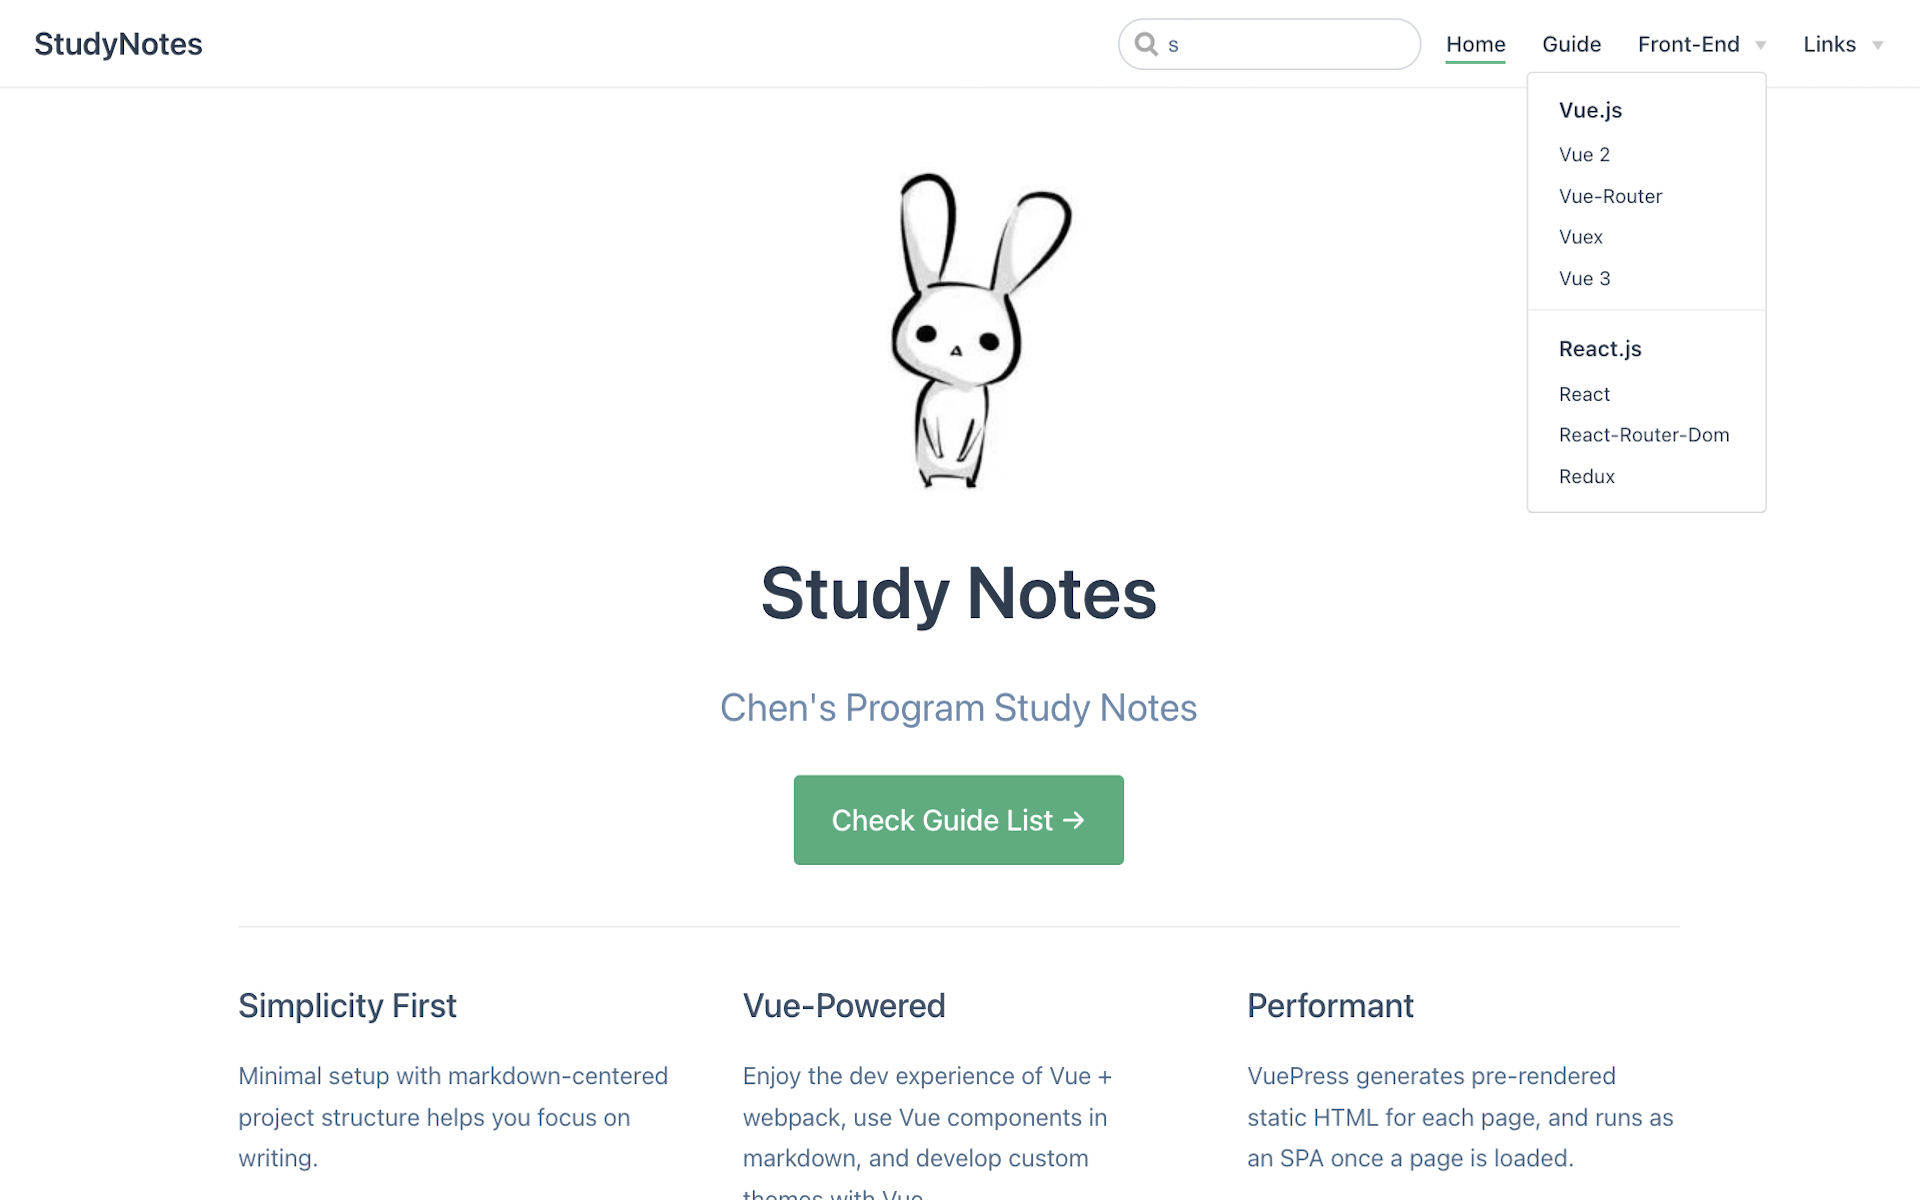 StudyNotes
s
Home
Guide
Front-End
Links
Vue.js
Vue 2
Vue-Router
Vuex
Vue 3
React.js
React
React-Router-Dom
Redux
Study Notes
Chen's Program Study Notes
Check Guide List →
Simplicity First
Minimal setup with markdown-centered
project structure helps you focus on
writing.
Vue-Powered
Enjoy the dev experience of Vue +
webpack, use Vue components in
markdown, and develop custom
themes with Vue.
Performant
VuePress generates pre-rendered
static HTML for each page, and runs as
an SPA once a page is loaded.